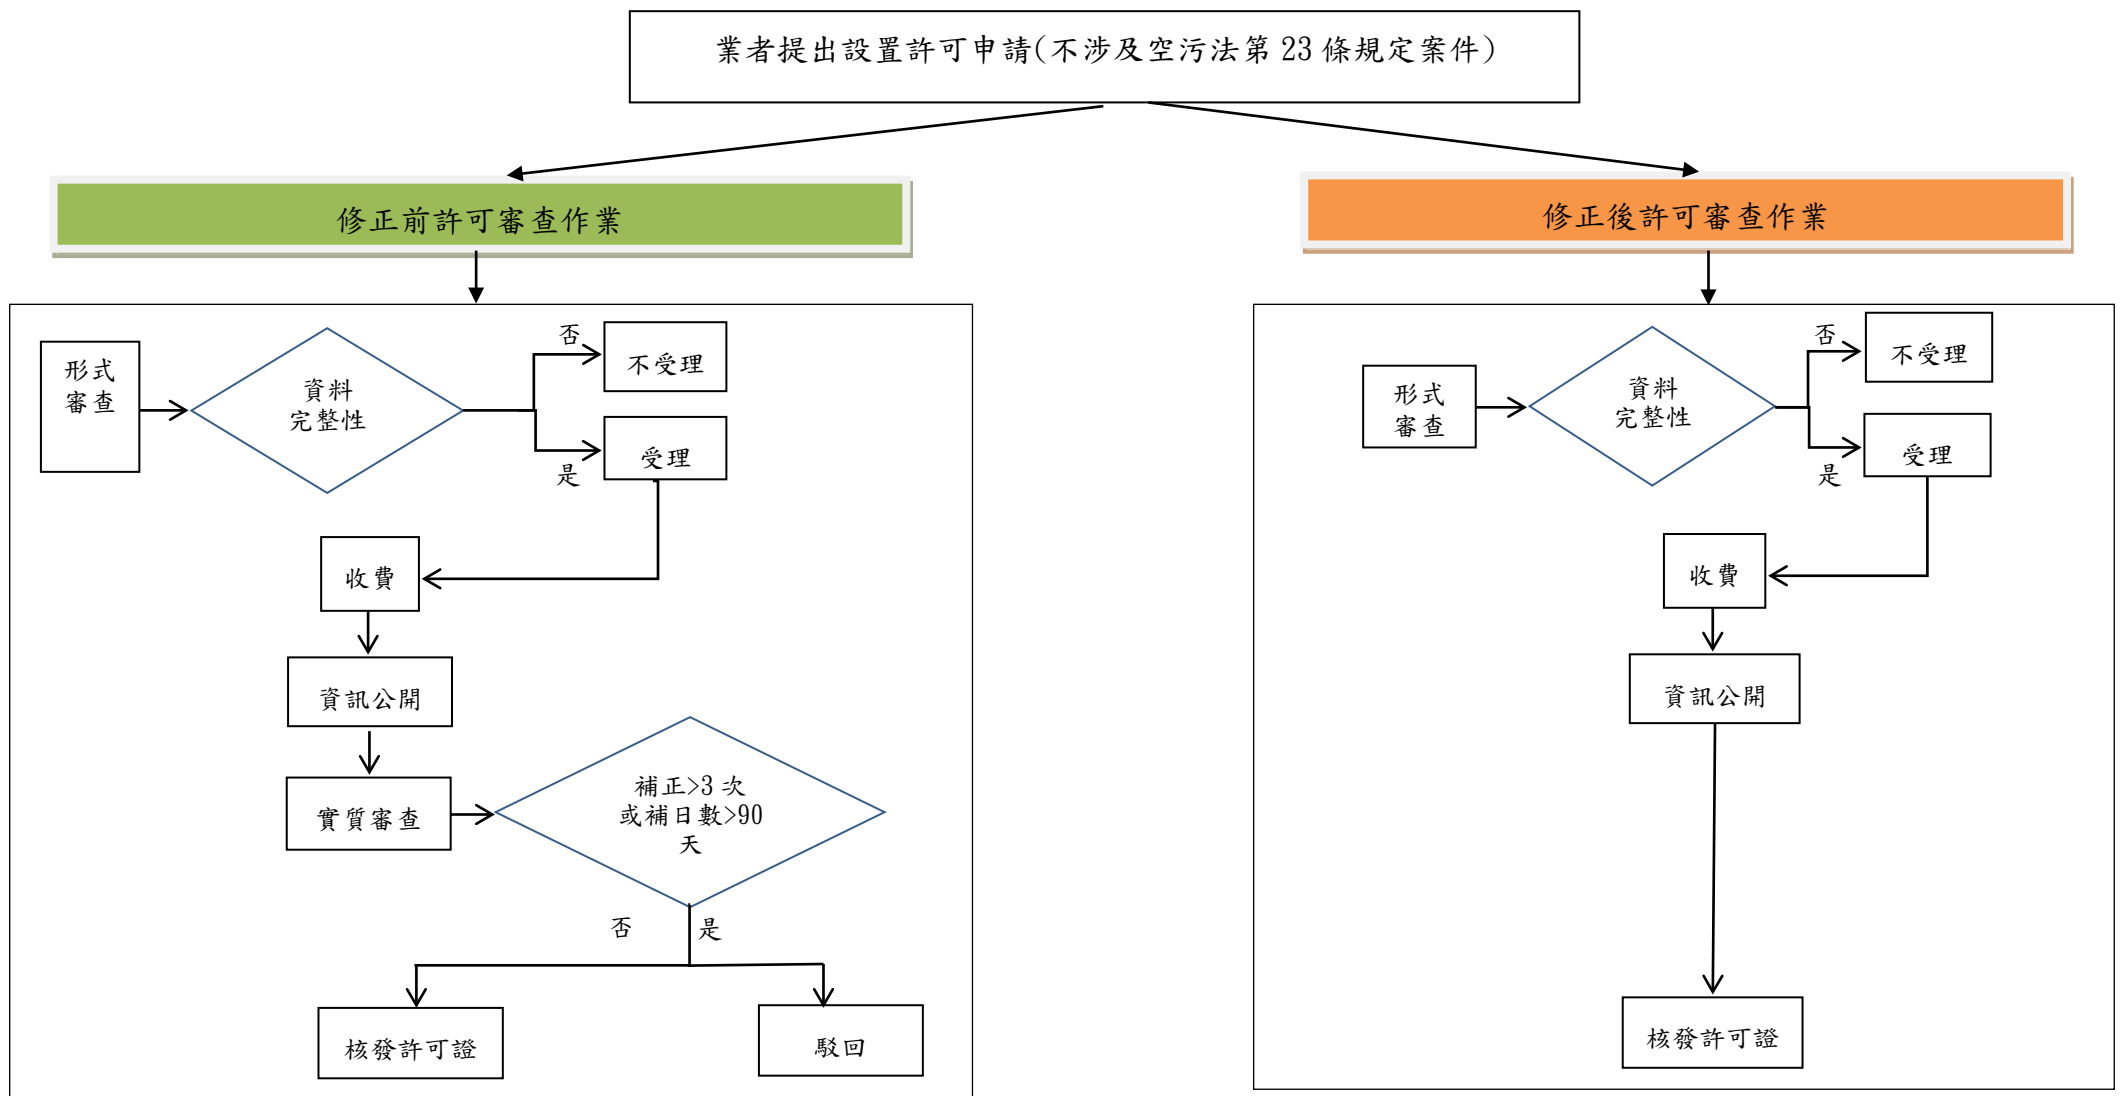 業者提出設置許可申請(不涉及空污法第 23 條規定案件)
修正前許可審查作業
形式
審查
資料
完整性
否
不受理
是
受理
收費
資訊公開
實質審查
補正>3 次
或補日數>90
天
否
是
核發許可證
駁回
修正後許可審查作業
形式
審查
資料
完整性
否
不受理
是
受理
收費
資訊公開
核發許可證